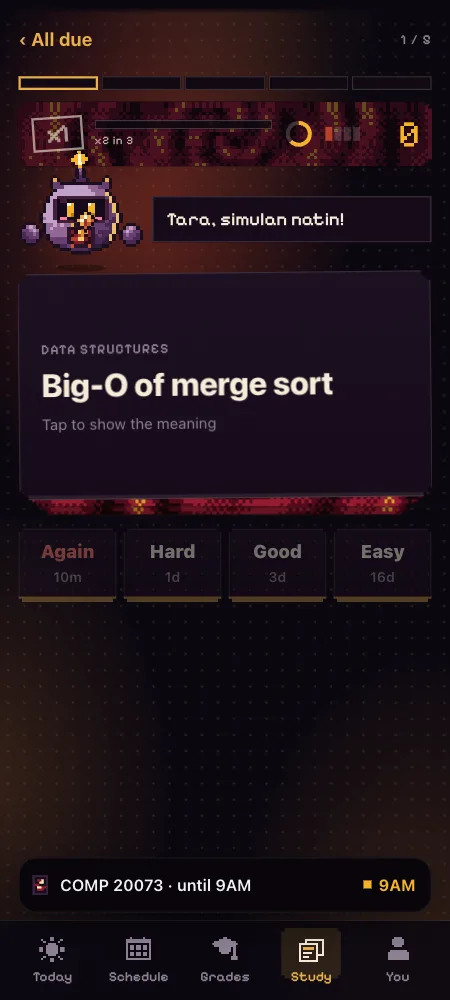 ‹ All due
1 / 8
x1
x2 in 3
0
Tara, simulan natin!
DATA STRUCTURES
Big-O of merge sort
Tap to show the meaning
Again
Hard
Good
Easy
10m
1d
3d
16d
COMP 20073 · until 9AM
9AM
Today
Schedule
Grades
Study
You